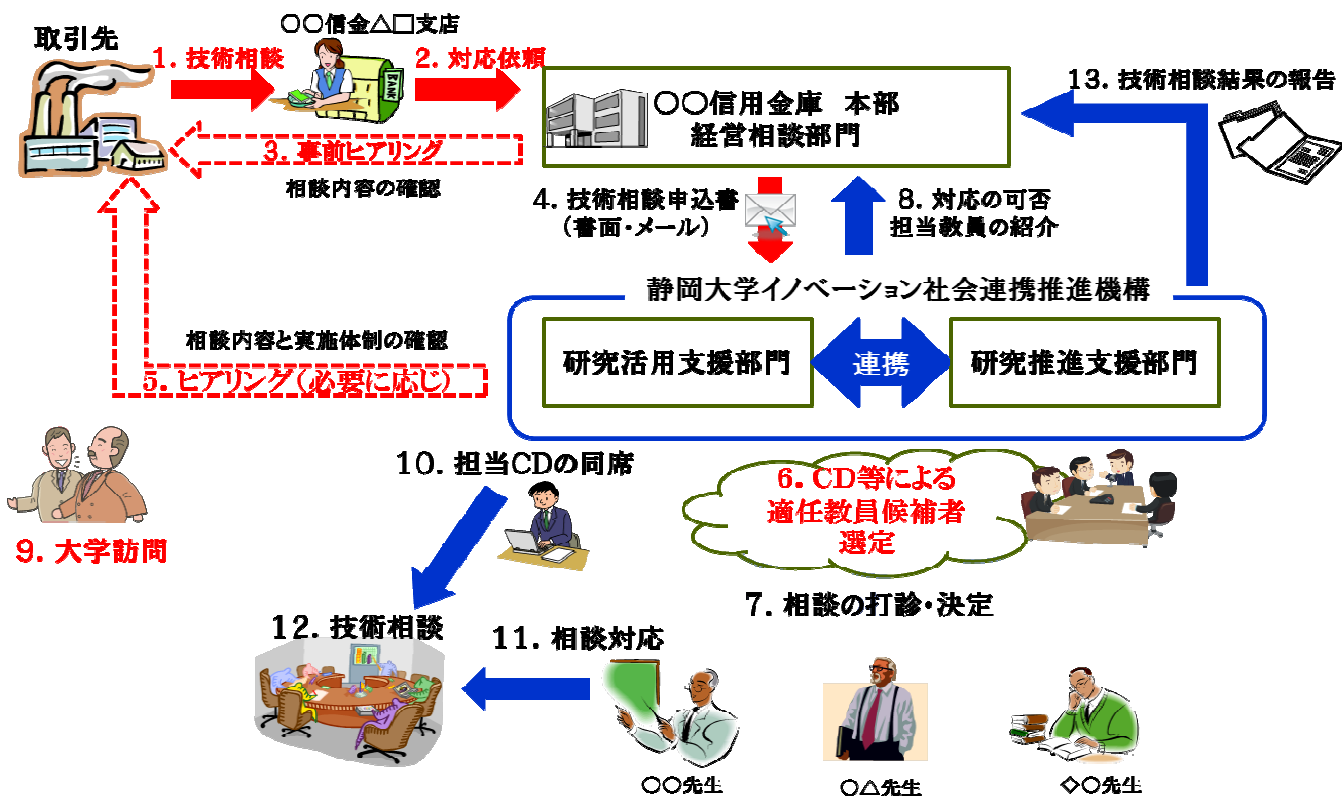 取引先
〇〇信金△□支店
1. 技術相談
2. 対応依頼
〇〇信用金庫 本部
経営相談部門
13. 技術相談結果の報告
3. 事前ヒアリング
相談内容の確認
4. 技術相談申込書
(書面・メール)
8. 対応の可否
担当教員の紹介
BANK
静岡大学イノベーション社会連携推進機構
相談内容と実施体制の確認
5. ヒアリング(必要に応じ)
研究活用支援部門
連携
研究推進支援部門
9. 大学訪問
10. 担当CDの同席
6. CD等による
適任教員候補者
選定
7. 相談の打診・決定
12. 技術相談
11. 相談対応
〇〇先生
〇△先生
◇〇先生